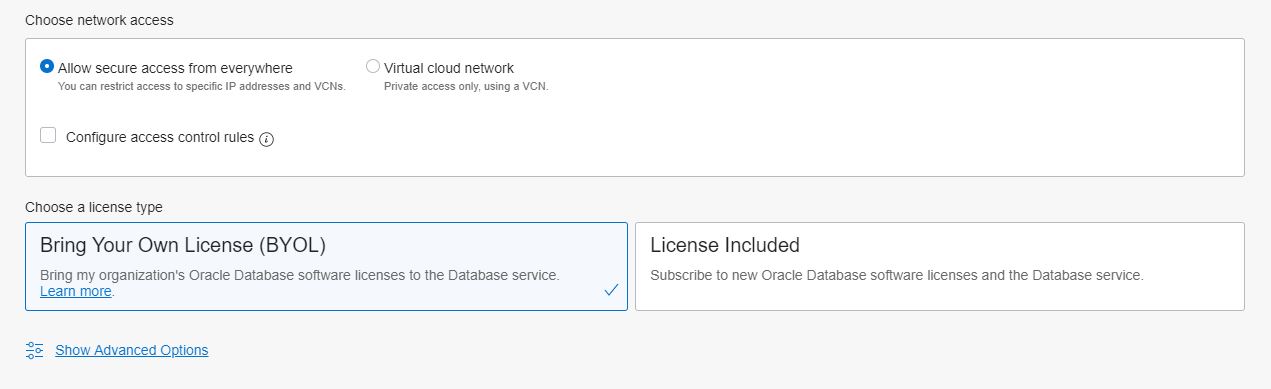 Choose network access
Allow secure access from everywhere
You can restrict access to specific IP addresses and VCNs.
Virtual cloud network
Private access only, using a VCN.
Configure access control rules i
Choose a license type
Bring Your Own License (BYOL)
Bring my organization's Oracle Database software licenses to the Database service.
Learn more.
License Included
Subscribe to new Oracle Database software licenses and the Database service.
Show Advanced Options